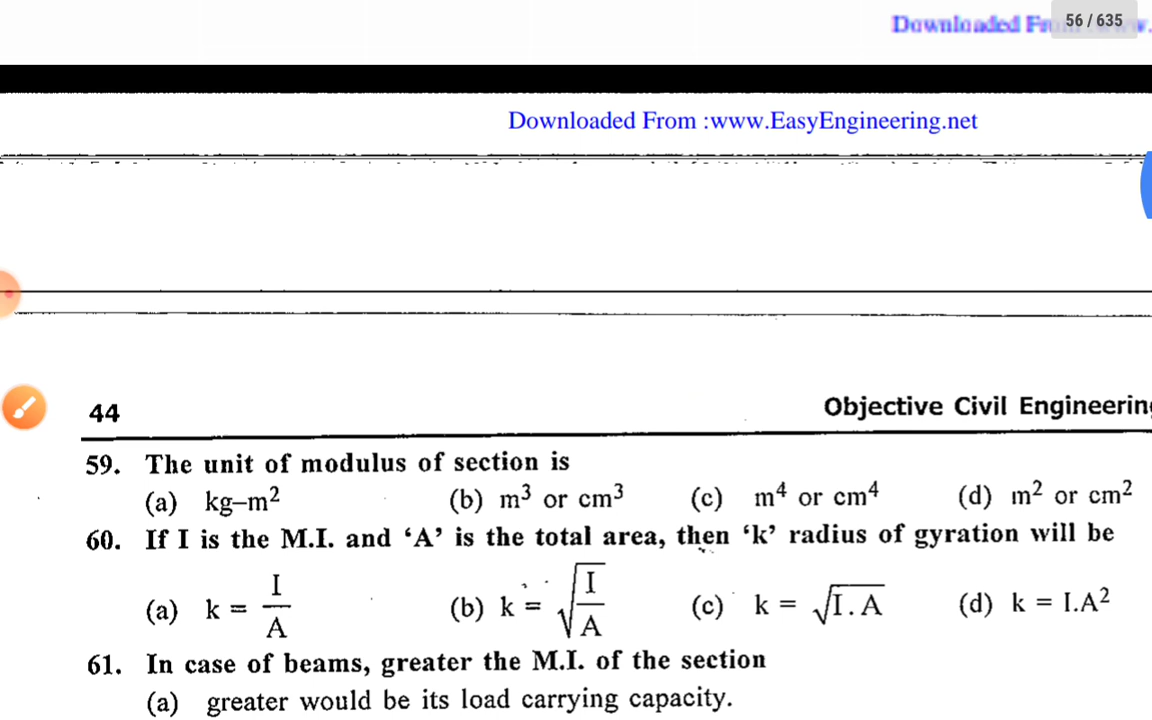 Downloaded From
56 / 635
Downloaded From :www.EasyEngineering.net
44
Objective Civil Engineering
59. The unit of modulus of section is
(a) kg–m² (b) m³ or cm³ (c) m⁴ or cm⁴ (d) m² or cm²
60. If I is the M.I. and ‘A’ is the total area, then ‘k’ radius of gyration will be
(a) k = I/A (b) k = √(I/A) (c) k = √(I.A) (d) k = I.A²
61. In case of beams, greater the M.I. of the section
(a) greater would be its load carrying capacity.